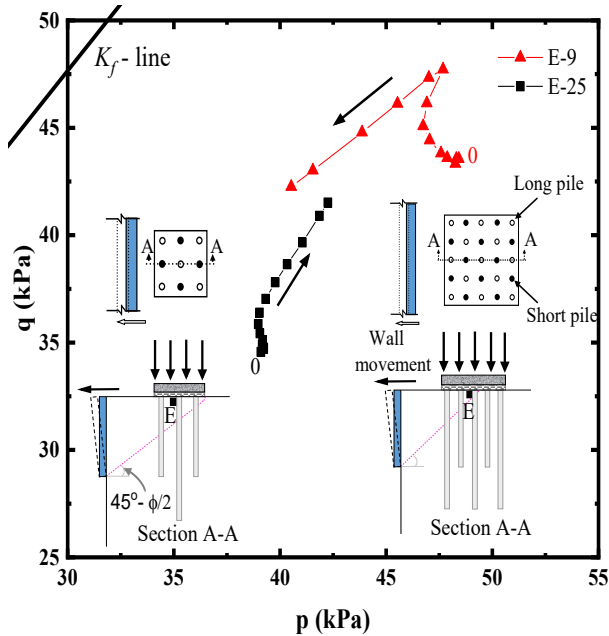 50
45
40
35
30
25
q (kPa)
K_f - line
E-9
E-25
0
Long pile
A A
A A
Short pile
0
Wall
movement
E
E
45°- ϕ/2
Section A-A
Section A-A
30 35 40 45 50 55
p (kPa)